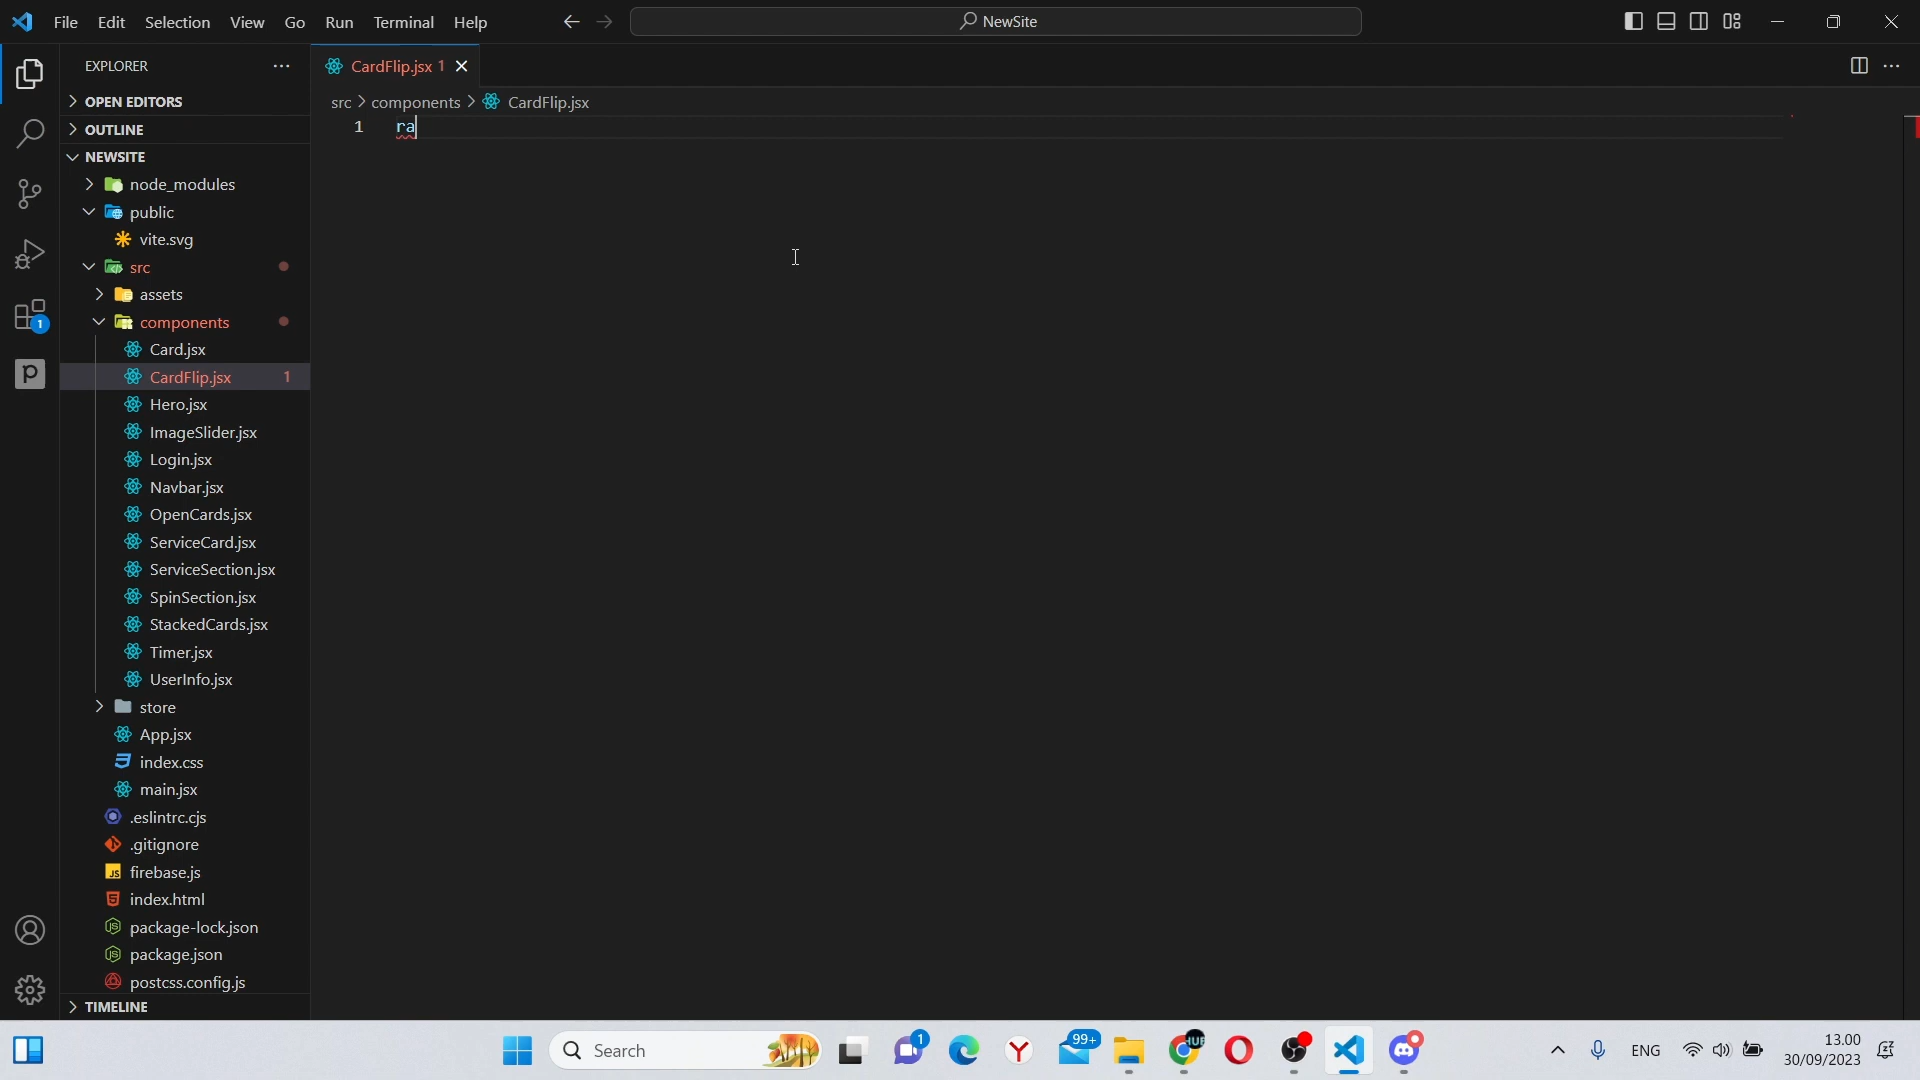 File Edit Selection View Go Run Terminal Help
NewSite
EXPLORER
CardFlip.jsx 1
OPEN EDITORS
src > components > CardFlip.jsx
OUTLINE
1 ra
NEWSITE
node_modules
public
vite.svg
src
assets
components
Card.jsx
CardFlip.jsx 1
Hero.jsx
ImageSlider.jsx
Login.jsx
Navbar.jsx
OpenCards.jsx
ServiceCard.jsx
ServiceSection.jsx
SpinSection.jsx
StackedCards.jsx
Timer.jsx
UserInfo.jsx
store
App.jsx
index.css
main.jsx
.eslintrc.cjs
.gitignore
firebase.js
index.html
package-lock.json
package.json
postcss.config.js
TIMELINE
1
Search
1
99+
HUB
ENG
13.00
30/09/2023